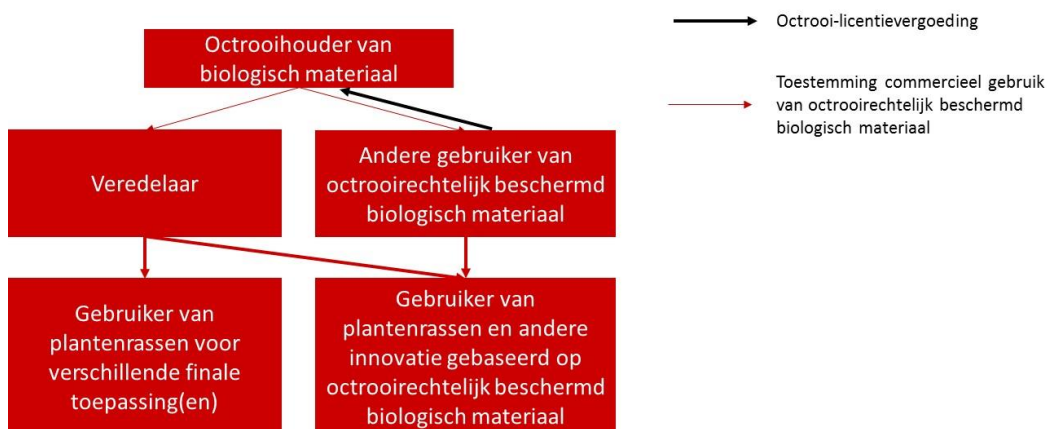 Octrooihouder van
biologisch materiaal
Veredelaar
Andere gebruiker van
octrooirechtelijk beschermd
biologisch materiaal
Gebruiker van
plantenrassen voor
verschillende finale
toepassing(en)
Gebruiker van
plantenrassen en andere
innovatie gebaseerd op
octrooirechtelijk beschermd
biologisch materiaal
Octrooi-licentievergoeding
Toestemming commercieel gebruik
van octrooirechtelijk beschermd
biologisch materiaal